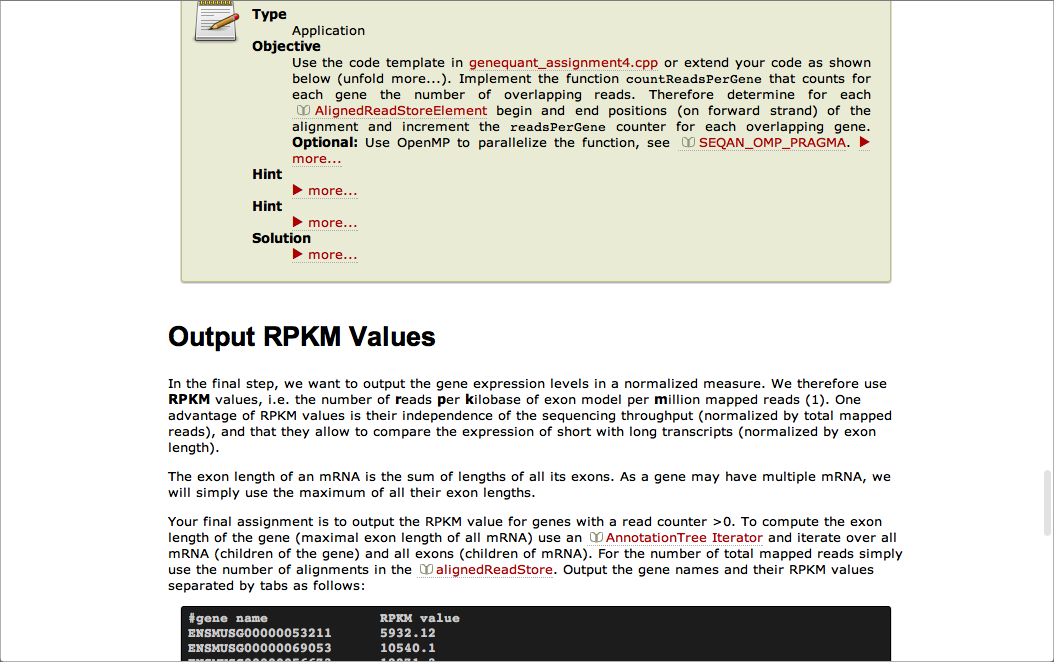 Type
Application
Objective
Use the code template in genequant_assignment4.cpp or extend your code as shown
below (unfold more...). Implement the function countReadsPerGene that counts for
each gene the number of overlapping reads. Therefore determine for each
AlignedReadStoreElement begin and end positions (on forward strand) of the
alignment and increment the readsPerGene counter for each overlapping gene.
Optional: Use OpenMP to parallelize the function, see SEQAN_OMP_PRAGMA. ▶
more...
Hint
▶ more...
Hint
▶ more...
Solution
▶ more...
Output RPKM Values
In the final step, we want to output the gene expression levels in a normalized measure. We therefore use
RPKM values, i.e. the number of reads per kilobase of exon model per million mapped reads (1). One
advantage of RPKM values is their independence of the sequencing throughput (normalized by total mapped
reads), and that they allow to compare the expression of short with long transcripts (normalized by exon
length).
The exon length of an mRNA is the sum of lengths of all its exons. As a gene may have multiple mRNA, we
will simply use the maximum of all their exon lengths.
Your final assignment is to output the RPKM value for genes with a read counter >0. To compute the exon
length of the gene (maximal exon length of all mRNA) use an AnnotationTree Iterator and iterate over all
mRNA (children of the gene) and all exons (children of mRNA). For the number of total mapped reads simply
use the number of alignments in the alignedReadStore. Output the gene names and their RPKM values
separated by tabs as follows:
#gene name RPKM value
ENSMUSG00000053211 5932.12
ENSMUSG00000069053 10540.1